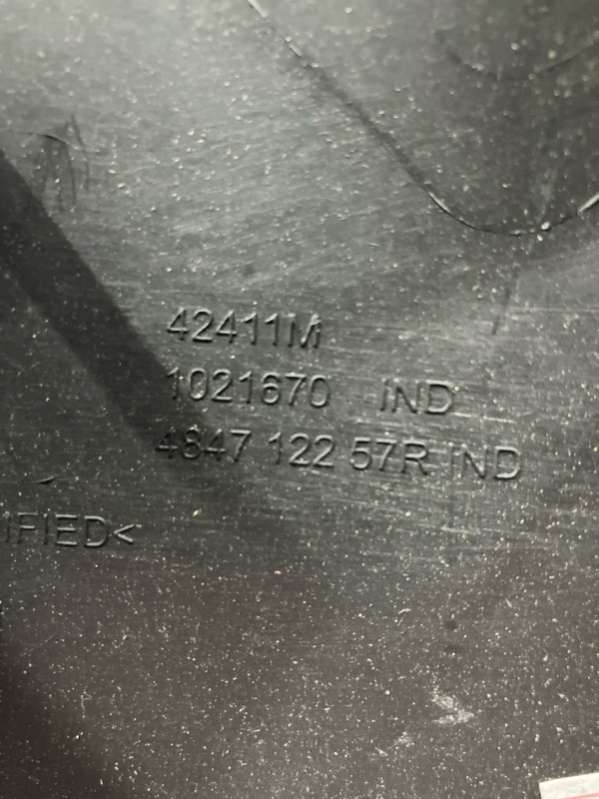 42411M
1021670 IND
4847 122 57R IND
IFIED<